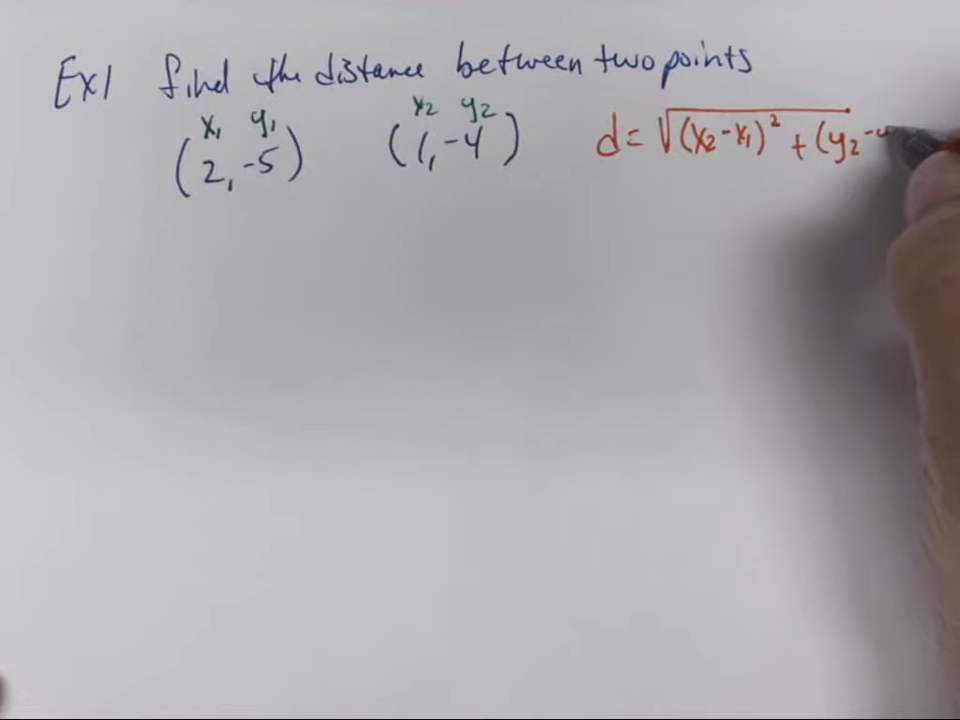 Ex1 find the distance between two points
x₁ y₁ x₂ y₂
(2, -5) (1, -4) d = √(x₂ - x₁)² + (y₂ -